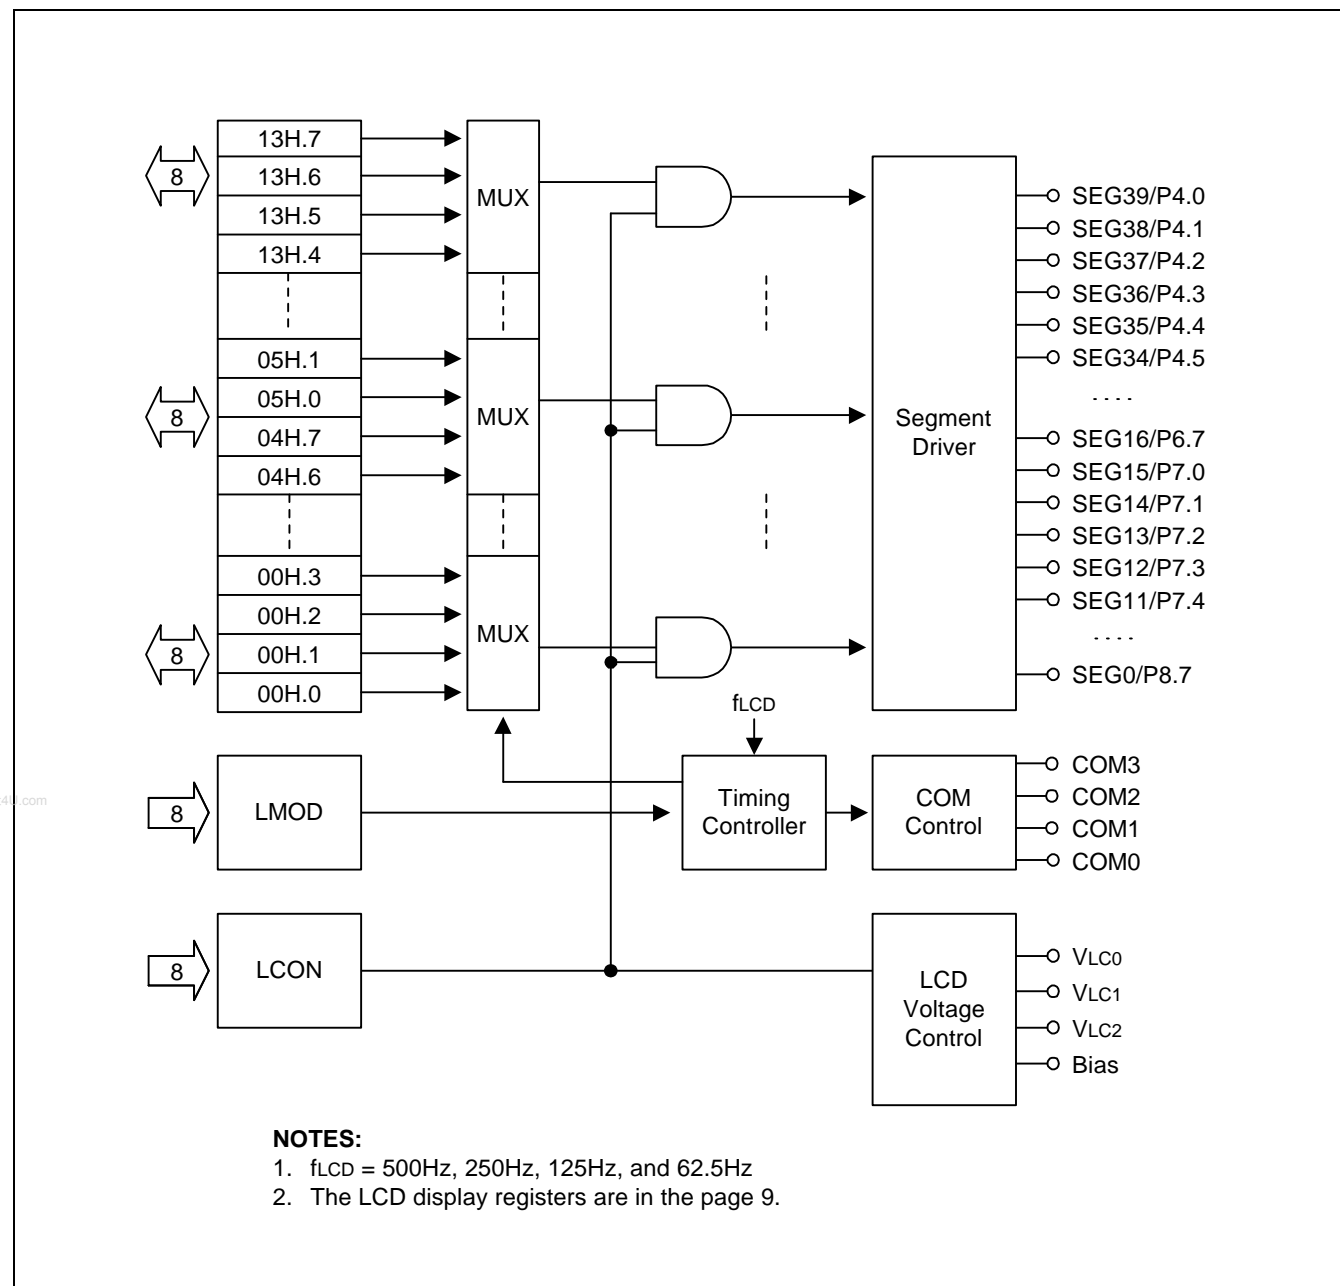 13H.7
8
13H.6
13H.5
13H.4
MUX
05H.1
05H.0
8
04H.7
04H.6
MUX
00H.3
00H.2
00H.1
8
00H.0
MUX
Segment
Driver
SEG39/P4.0
SEG38/P4.1
SEG37/P4.2
SEG36/P4.3
SEG35/P4.4
SEG34/P4.5
....
SEG16/P6.7
SEG15/P7.0
SEG14/P7.1
SEG13/P7.2
SEG12/P7.3
SEG11/P7.4
....
SEG0/P8.7
fLCD
8
LMOD
Timing
Controller
COM
Control
COM3
COM2
COM1
COM0
8
LCON
LCD
Voltage
Control
VLC0
VLC1
VLC2
Bias
NOTES:
1. fLCD = 500Hz, 250Hz, 125Hz, and 62.5Hz
2. The LCD display registers are in the page 9.